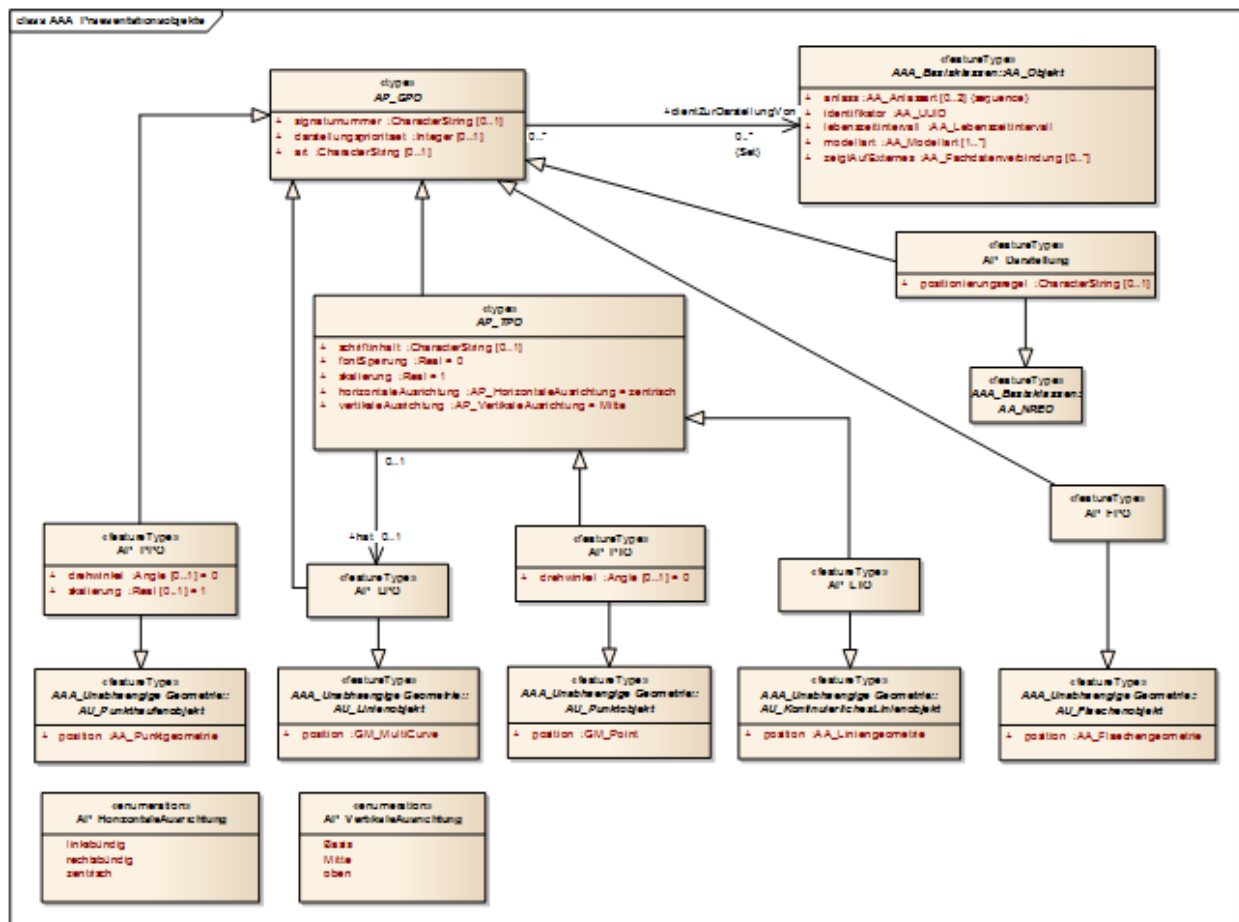 class AAA_Praesentationsobjekte
«type»
AP_GPO
+ signaturnummer :CharacterString [0..1]
+ darstellungsprioritaet :Integer [0..1]
+ art :CharacterString [0..1]
+dientZurDarstellungVon
0..*
0..*
{Set}
«featureType»
AAA_Basisklassen::AA_Objekt
+ anlass :AA_Anlassart [0..2] {sequence}
+ identifikator :AA_UUID
+ lebenszeitintervall :AA_Lebenszeitintervall
+ modellart :AA_Modellart [1..*]
+ zeigtAufExternes :AA_Fachdatenverbindung [0..*]
«featureType»
AP_Darstellung
+ positionierungsregel :CharacterString [0..1]
«type»
AP_TPO
+ schriftinhalt :CharacterString [0..1]
+ fontSperrung :Real = 0
+ skalierung :Real = 1
+ horizontaleAusrichtung :AP_HorizontaleAusrichtung = zentrisch
+ vertikaleAusrichtung :AP_VertikaleAusrichtung = Mitte
«featureType»
AAA_Basisklassen::
AA_NREO
0..1
+hat 0..1
«featureType»
AP_FPO
«featureType»
AP_PPO
+ drehwinkel :Angle [0..1] = 0
+ skalierung :Real [0..1] = 1
«featureType»
AP_LPO
«featureType»
AP_PTO
+ drehwinkel :Angle [0..1] = 0
«featureType»
AP_LTO
«featureType»
AAA_Unabhaengige Geometrie::
AU_Punkthaufenobjekt
+ position :AA_Punktgeometrie
«featureType»
AAA_Unabhaengige Geometrie::
AU_Linienobjekt
+ position :GM_MultiCurve
«featureType»
AAA_Unabhaengige Geometrie::
AU_Punktobjekt
+ position :GM_Point
«featureType»
AAA_Unabhaengige Geometrie::
AU_KontinuierlichesLinienobjekt
+ position :AA_Liniengeometrie
«featureType»
AAA_Unabhaengige Geometrie::
AU_Flaechenobjekt
+ position :AA_Flaechengeometrie
«enumeration»
AP_HorizontaleAusrichtung
linksbündig
rechtsbündig
zentrisch
«enumeration»
AP_VertikaleAusrichtung
Basis
Mitte
oben